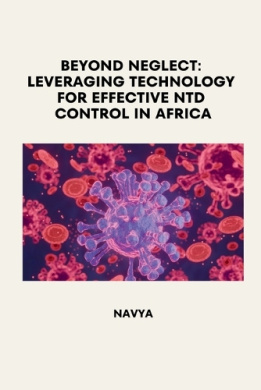 BEYOND NEGLECT:
LEVERAGING TECHNOLOGY
FOR EFFECTIVE NTD
CONTROL IN AFRICA
NAVYA